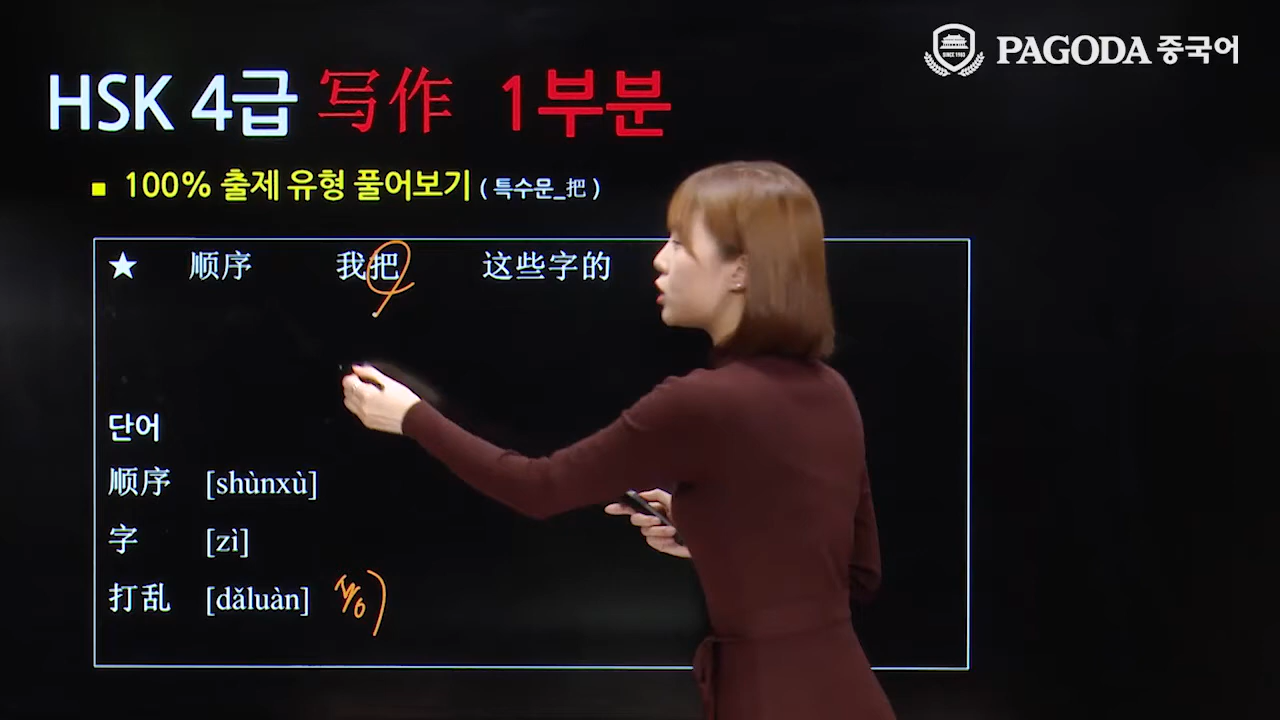 SINCE 1983
PAGODA 중국어
HSK 4급 写作 1부분
■ 100% 출제 유형 풀어보기 ( 특수문_把 )
★ 顺序 我把 这些字的
단어
顺序 [shùnxù]
字 [zì]
打乱 [dǎluàn]